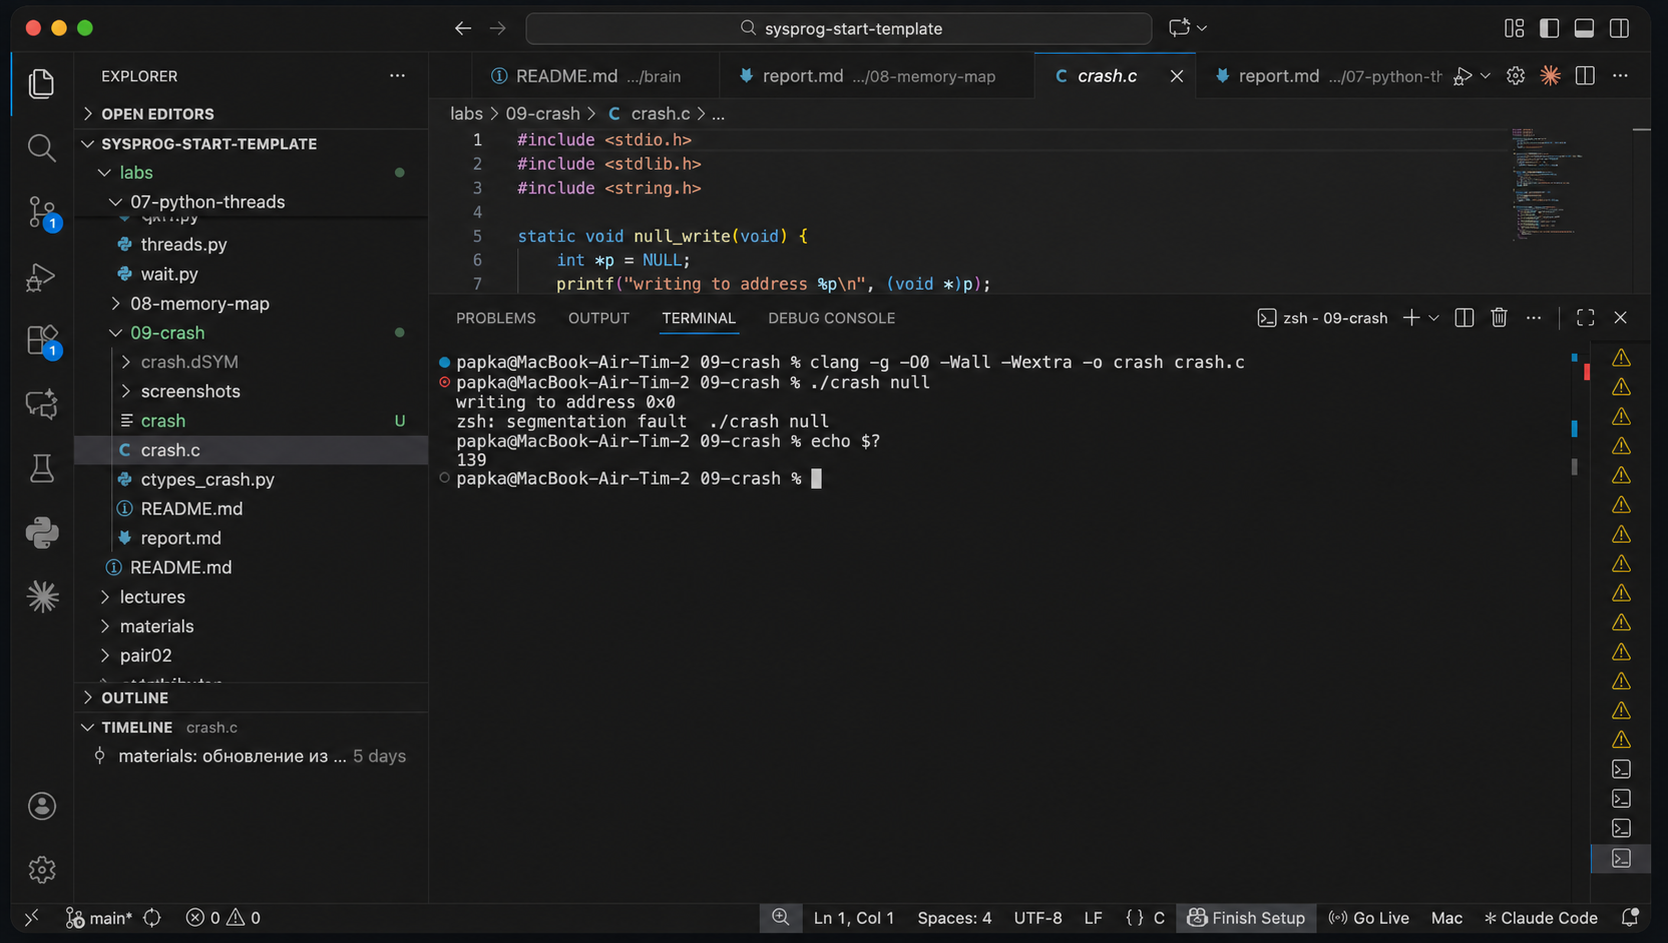 sysprog-start-template
EXPLORER
README.md .../brain
report.md .../08-memory-map
crash.c
report.md .../07-python-th
OPEN EDITORS
SYSPROG-START-TEMPLATE
labs
07-python-threads
threads.py
wait.py
08-memory-map
09-crash
crash.dSYM
screenshots
crash U
crash.c
ctypes_crash.py
README.md
report.md
README.md
lectures
materials
pair02
OUTLINE
TIMELINE crash.c
materials: обновление из ... 5 days
labs > 09-crash > C crash.c > ...
1 #include <stdio.h>
2 #include <stdlib.h>
3 #include <string.h>
4
5 static void null_write(void) {
6 int *p = NULL;
7 printf("writing to address %p\n", (void *)p);
PROBLEMS OUTPUT TERMINAL DEBUG CONSOLE
zsh - 09-crash
papka@MacBook-Air-Tim-2 09-crash % clang -g -O0 -Wall -Wextra -o crash crash.c
papka@MacBook-Air-Tim-2 09-crash % ./crash null
writing to address 0x0
zsh: segmentation fault  ./crash null
papka@MacBook-Air-Tim-2 09-crash % echo $?
139
papka@MacBook-Air-Tim-2 09-crash %
main* 0 0
Ln 1, Col 1 Spaces: 4 UTF-8 LF {} C Finish Setup Go Live Mac Claude Code